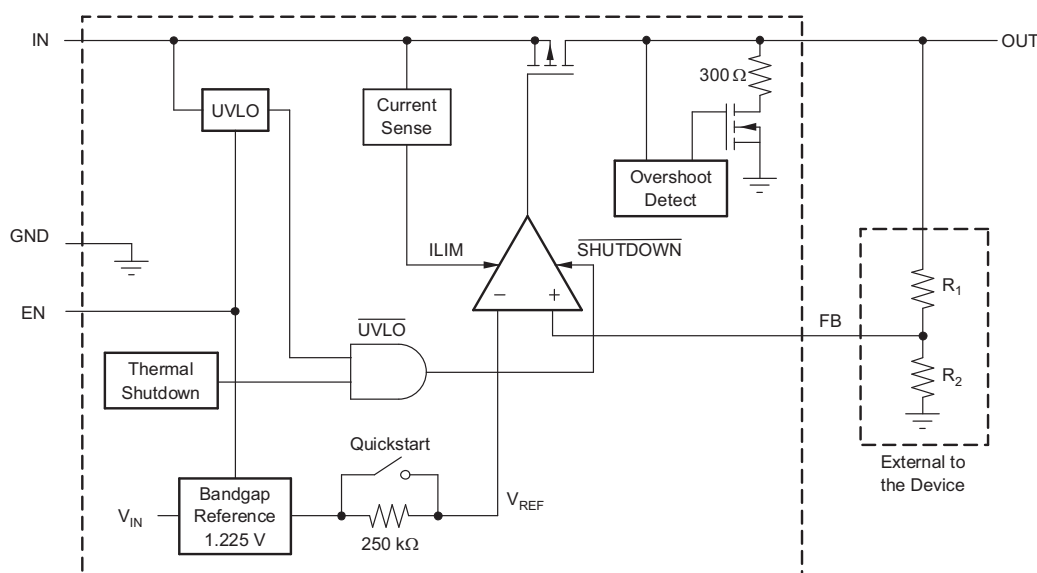 IN
OUT
300 Ω
UVLO
Current
Sense
Overshoot
Detect
GND
ILIM
SHUTDOWN
R1
EN
− +
FB
UVLO
R2
Thermal
Shutdown
Quickstart
External to
the Device
VIN
Bandgap
Reference
1.225 V
VREF
250 kΩ